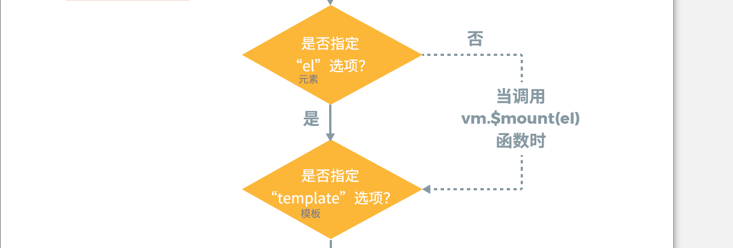 是否指定
“el”选项？
元素
否
当调用
vm.$mount(el)
函数时
是
是否指定
“template”选项？
模板